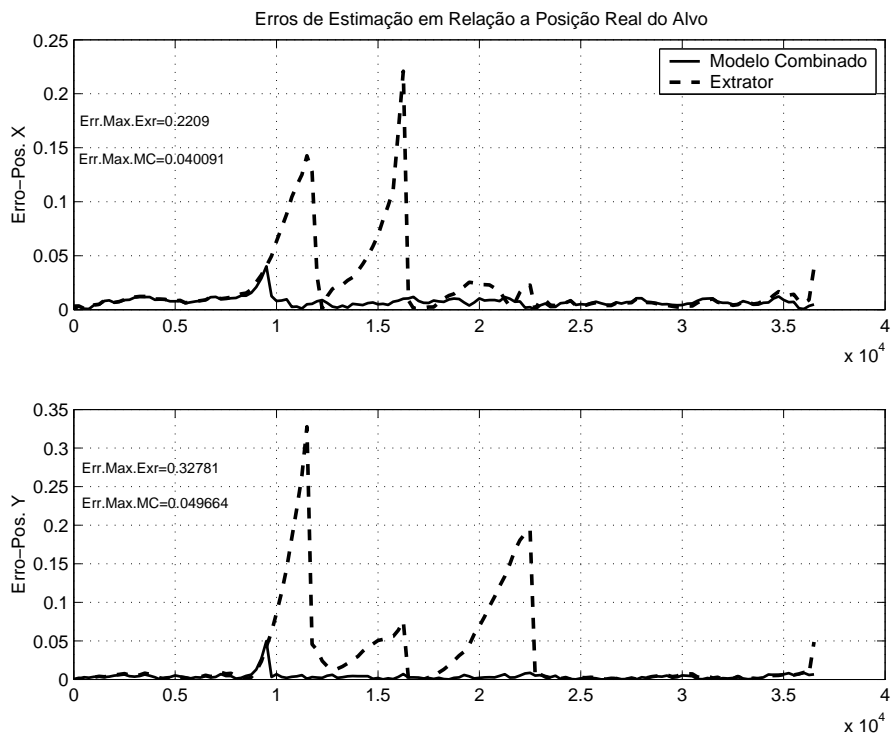 Erros de Estimação em Relação a Posição Real do Alvo
0.25
0.2
0.15
0.1
0.05
0
Erro−Pos. X
Modelo Combinado
Extrator
Err.Max.Exr=0.2209
Err.Max.MC=0.040091
0 0.5 1 1.5 2 2.5 3 3.5 4
x 10^4
0.35
0.3
0.25
0.2
0.15
0.1
0.05
0
Erro−Pos. Y
Err.Max.Exr=0.32781
Err.Max.MC=0.049664
0 0.5 1 1.5 2 2.5 3 3.5 4
x 10^4